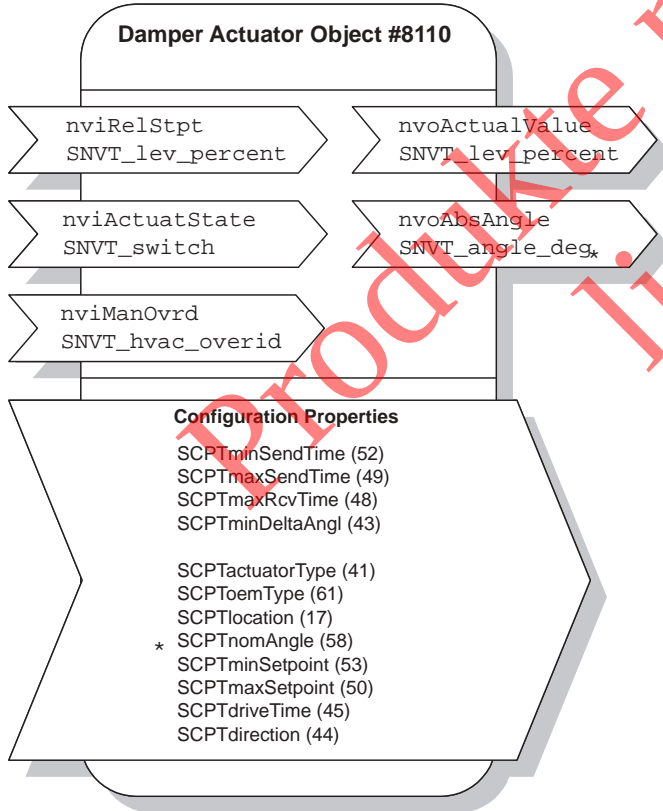 Damper Actuator Object #8110
nviRelStpt
SNVT_lev_percent
nvoActualValue
SNVT_lev_percent
nviActuatState
SNVT_switch
nvoAbsAngle
SNVT_angle_deg*
nviManOvrd
SNVT_hvac_overid
Configuration Properties
SCPTminSendTime (52)
SCPTmaxSendTime (49)
SCPTmaxRcvTime (48)
SCPTminDeltaAngl (43)
SCPTactuatorType (41)
SCPToemType (61)
SCPTlocation (17)
* SCPTnomAngle (58)
SCPTminSetpoint (53)
SCPTmaxSetpoint (50)
SCPTdriveTime (45)
SCPTdirection (44)
Produkte